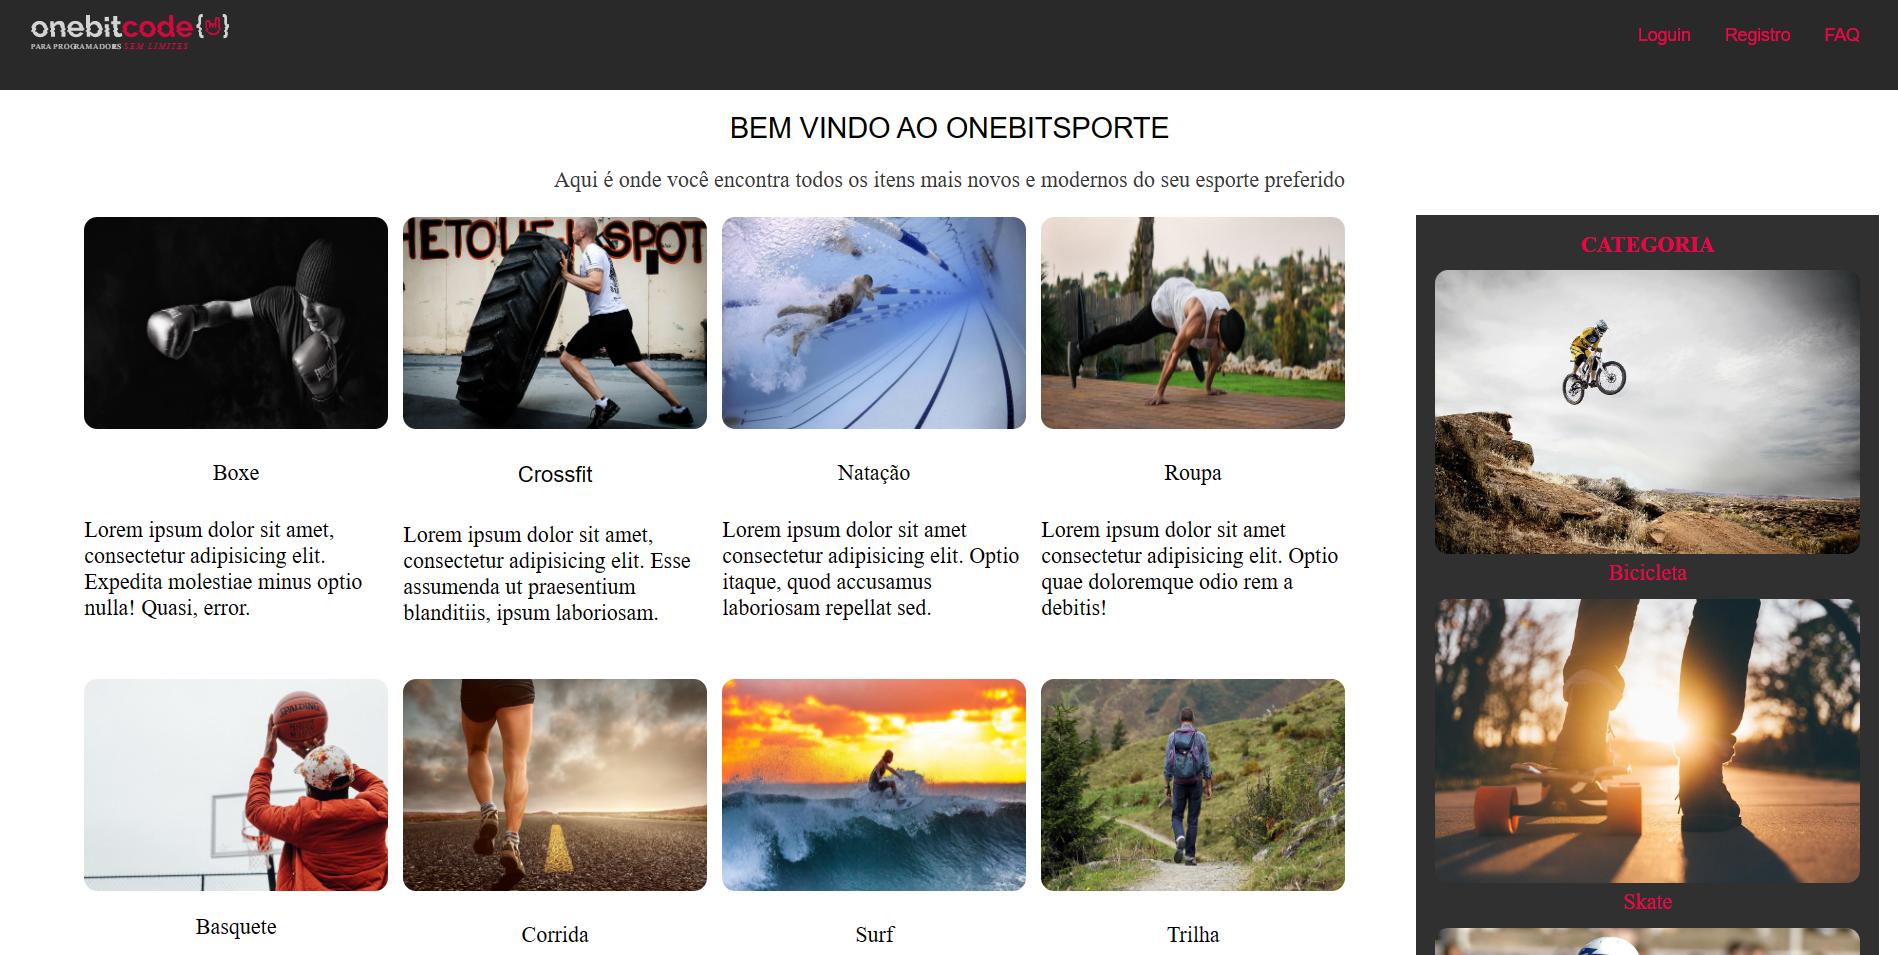 onebitcode{}
PARA PROGRAMADORES SEM LIMITES
Loguin Registro FAQ
BEM VINDO AO ONEBITSPORTE
Aqui é onde você encontra todos os itens mais novos e modernos do seu esporte preferido
HETOUE SPOT
CATEGORIA
Boxe
Lorem ipsum dolor sit amet,
consectetur adipisicing elit.
Expedita molestiae minus optio
nulla! Quasi, error.
Crossfit
Lorem ipsum dolor sit amet,
consectetur adipisicing elit. Esse
assumenda ut praesentium
blanditiis, ipsum laboriosam.
Natação
Lorem ipsum dolor sit amet
consectetur adipisicing elit. Optio
itaque, quod accusamus
laboriosam repellat sed.
Roupa
Lorem ipsum dolor sit amet
consectetur adipisicing elit. Optio
quae doloremque odio rem a
debitis!
Bicicleta
SPALDING
Basquete
Corrida
Surf
Trilha
Skate